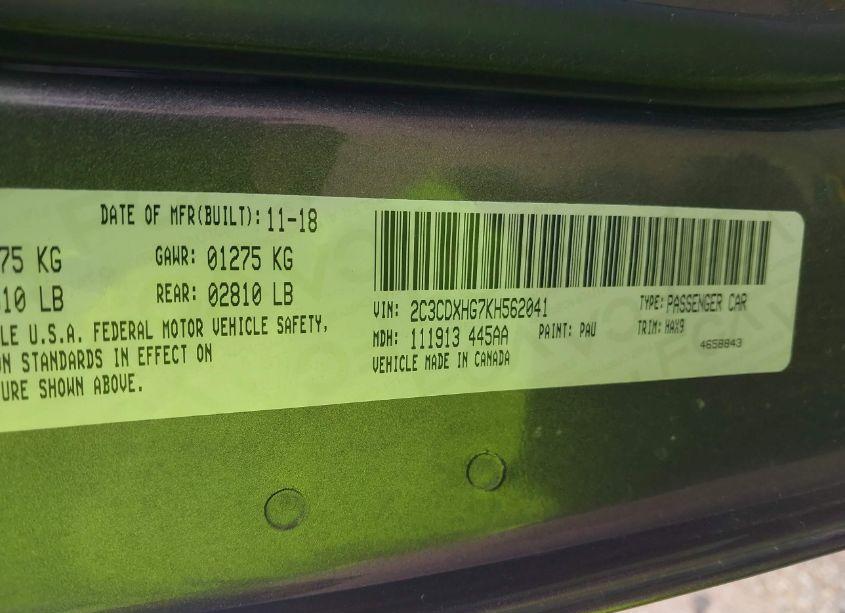 DATE OF MFR(BUILT): 11-18
75 KG GAWR: 01275 KG
10 LB REAR: 02810 LB
LE U.S.A. FEDERAL MOTOR VEHICLE SAFETY,
ON STANDARDS IN EFFECT ON
URE SHOWN ABOVE.
VIN: 2C3CDXHG7KH562041 TYPE: PASSENGER CAR
MDH: 111913 445AA PAINT: PAU TRIM: HAX9
VEHICLE MADE IN CANADA 4658843